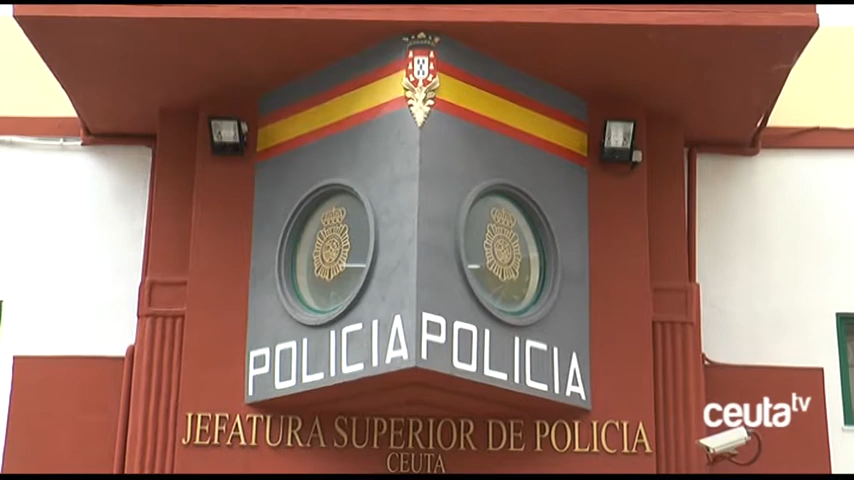 POLICIA POLICIA
JEFATURA SUPERIOR DE POLICIA
CEUTA
ceuta tv